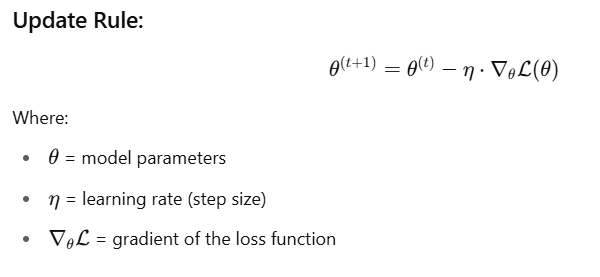 Update Rule:
θ^(t+1) = θ^(t) − η · ∇_θ ℒ(θ)
Where:
• θ = model parameters
• η = learning rate (step size)
• ∇_θ ℒ = gradient of the loss function